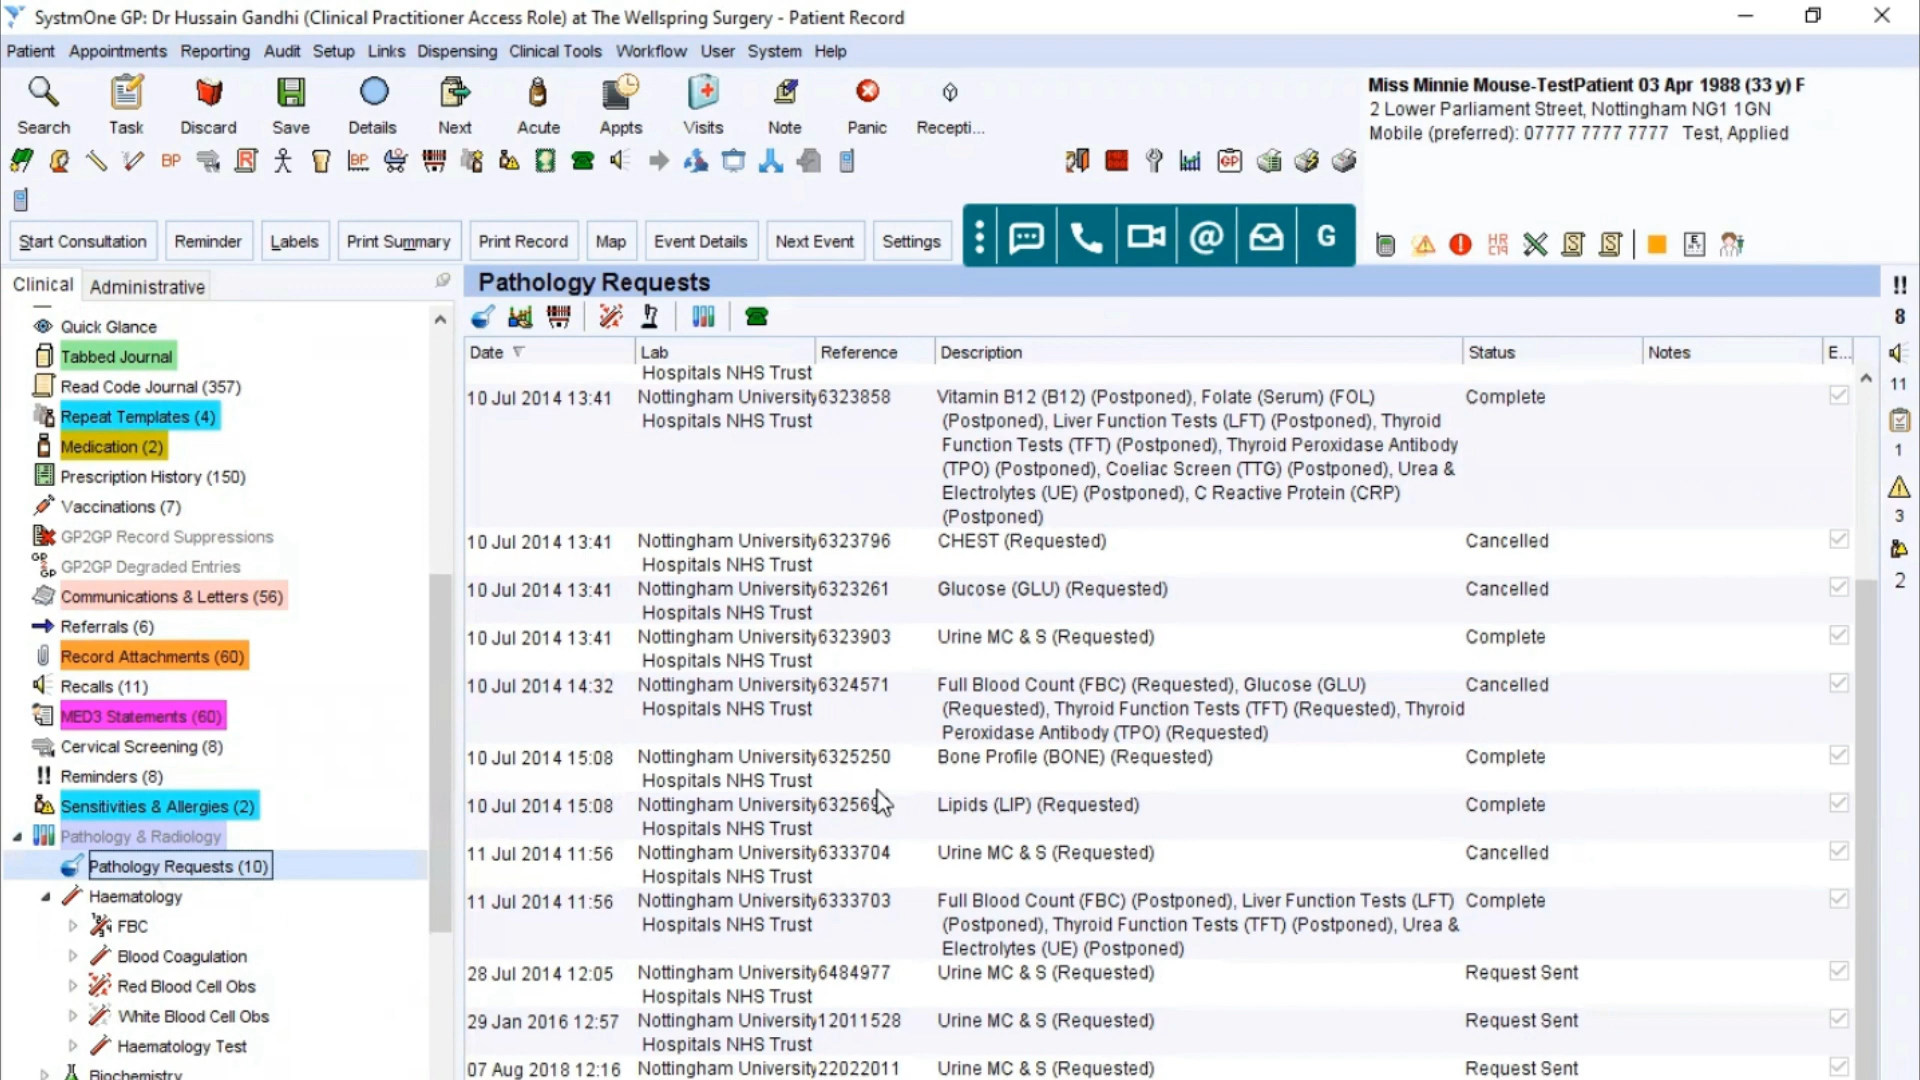 SystmOne GP: Dr Hussain Gandhi (Clinical Practitioner Access Role) at The Wellspring Surgery - Patient Record
Patient Appointments Reporting Audit Setup Links Dispensing Clinical Tools Workflow User System Help
Search Task Discard Save Details Next Acute Appts Visits Note Panic Recepti...
Miss Minnie Mouse-TestPatient 03 Apr 1988 (33 y) F
2 Lower Parliament Street, Nottingham NG1 1GN
Mobile (preferred): 07777 7777 7777 Test, Applied
Start Consultation Reminder Labels Print Summary Print Record Map Event Details Next Event Settings
@ G
Clinical Administrative
Quick Glance
Tabbed Journal
Read Code Journal (357)
Repeat Templates (4)
Medication (2)
Prescription History (150)
Vaccinations (7)
GP2GP Record Suppressions
GP2GP Degraded Entries
Communications & Letters (56)
Referrals (6)
Record Attachments (60)
Recalls (11)
MED3 Statements (60)
Cervical Screening (8)
Reminders (8)
Sensitivities & Allergies (2)
Pathology & Radiology
Pathology Requests (10)
Haematology
FBC
Blood Coagulation
Red Blood Cell Obs
White Blood Cell Obs
Haematology Test
Biochemistry
Pathology Requests
Date Lab Reference Description Status Notes E...
Hospitals NHS Trust
10 Jul 2014 13:41 Nottingham University 6323858 Vitamin B12 (B12) (Postponed), Folate (Serum) (FOL) Complete
Hospitals NHS Trust (Postponed), Liver Function Tests (LFT) (Postponed), Thyroid
Function Tests (TFT) (Postponed), Thyroid Peroxidase Antibody
(TPO) (Postponed), Coeliac Screen (TTG) (Postponed), Urea &
Electrolytes (UE) (Postponed), C Reactive Protein (CRP)
(Postponed)
10 Jul 2014 13:41 Nottingham University 6323796 CHEST (Requested) Cancelled
Hospitals NHS Trust
10 Jul 2014 13:41 Nottingham University 6323261 Glucose (GLU) (Requested) Cancelled
Hospitals NHS Trust
10 Jul 2014 13:41 Nottingham University 6323903 Urine MC & S (Requested) Complete
Hospitals NHS Trust
10 Jul 2014 14:32 Nottingham University 6324571 Full Blood Count (FBC) (Requested), Glucose (GLU) Cancelled
Hospitals NHS Trust (Requested), Thyroid Function Tests (TFT) (Requested), Thyroid
Peroxidase Antibody (TPO) (Requested)
10 Jul 2014 15:08 Nottingham University 6325250 Bone Profile (BONE) (Requested) Complete
Hospitals NHS Trust
10 Jul 2014 15:08 Nottingham University Lipids (LIP) (Requested) Complete
Hospitals NHS Trust
11 Jul 2014 11:56 Nottingham University 6333704 Urine MC & S (Requested) Cancelled
Hospitals NHS Trust
11 Jul 2014 11:56 Nottingham University 6333703 Full Blood Count (FBC) (Postponed), Liver Function Tests (LFT) Complete
Hospitals NHS Trust (Postponed), Thyroid Function Tests (TFT) (Postponed), Urea &
Electrolytes (UE) (Postponed)
28 Jul 2014 12:05 Nottingham University 6484977 Urine MC & S (Requested) Request Sent
Hospitals NHS Trust
29 Jan 2016 12:57 Nottingham University 12011528 Urine MC & S (Requested) Request Sent
Hospitals NHS Trust
07 Aug 2018 12:16 Nottingham University 22022011 Urine MC & S (Requested) Request Sent
!!
8
11
1
3
2